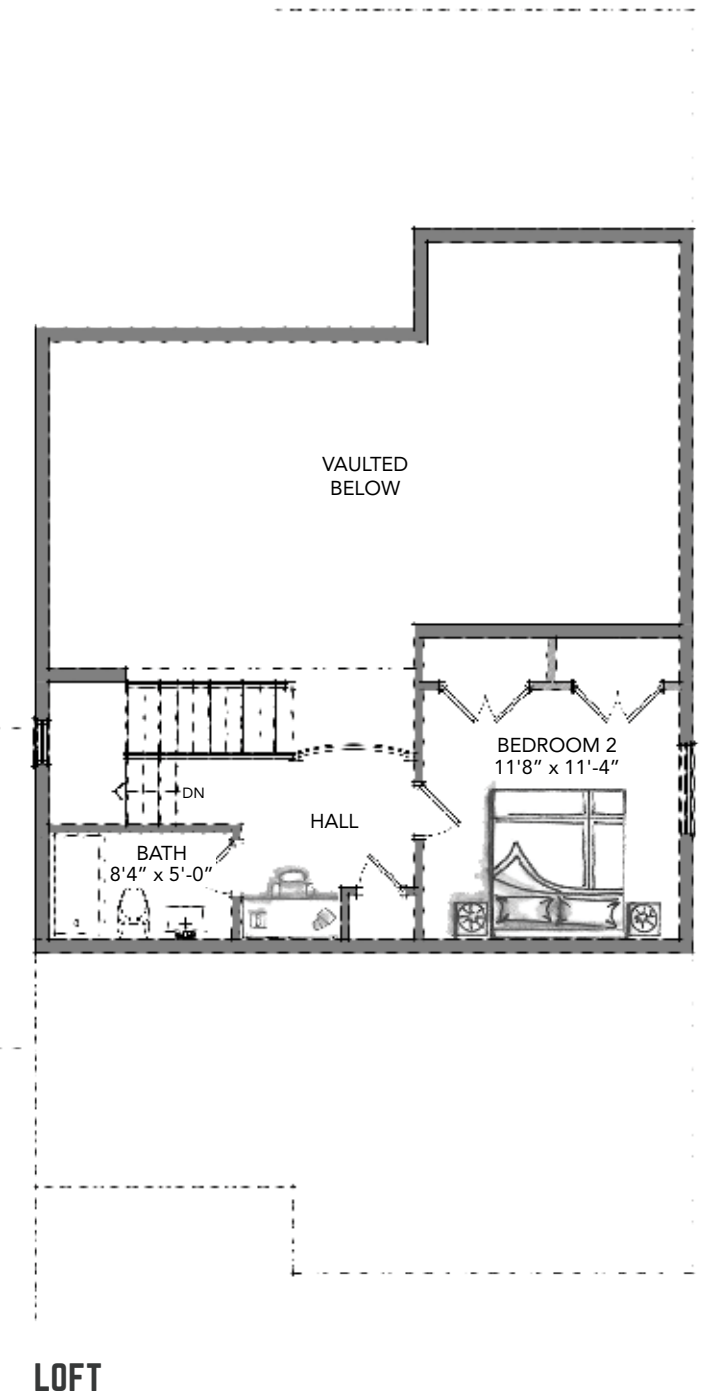 VAULTED
BELOW
BEDROOM 2
11'8” x 11'-4”
DN
HALL
BATH
8'4” x 5'-0”
LOFT